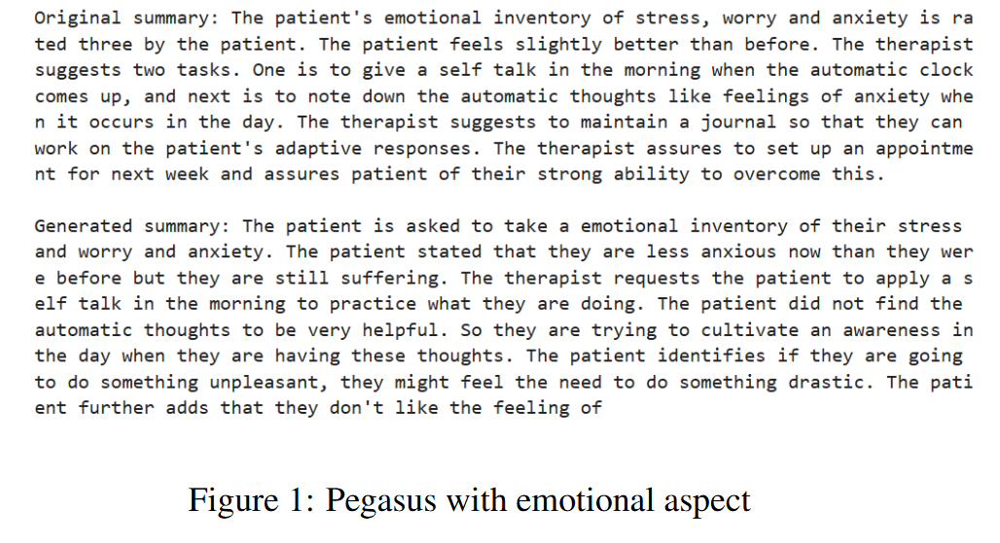 Original summary: The patient's emotional inventory of stress, worry and anxiety is ra
ted three by the patient. The patient feels slightly better than before. The therapist
suggests two tasks. One is to give a self talk in the morning when the automatic clock
comes up, and next is to note down the automatic thoughts like feelings of anxiety whe
n it occurs in the day. The therapist suggests to maintain a journal so that they can
work on the patient's adaptive responses. The therapist assures to set up an appointme
nt for next week and assures patient of their strong ability to overcome this.
Generated summary: The patient is asked to take a emotional inventory of their stress
and worry and anxiety. The patient stated that they are less anxious now than they wer
e before but they are still suffering. The therapist requests the patient to apply a s
elf talk in the morning to practice what they are doing. The patient did not find the
automatic thoughts to be very helpful. So they are trying to cultivate an awareness in
the day when they are having these thoughts. The patient identifies if they are going
to do something unpleasant, they might feel the need to do something drastic. The pati
ent further adds that they don't like the feeling of
Figure 1: Pegasus with emotional aspect